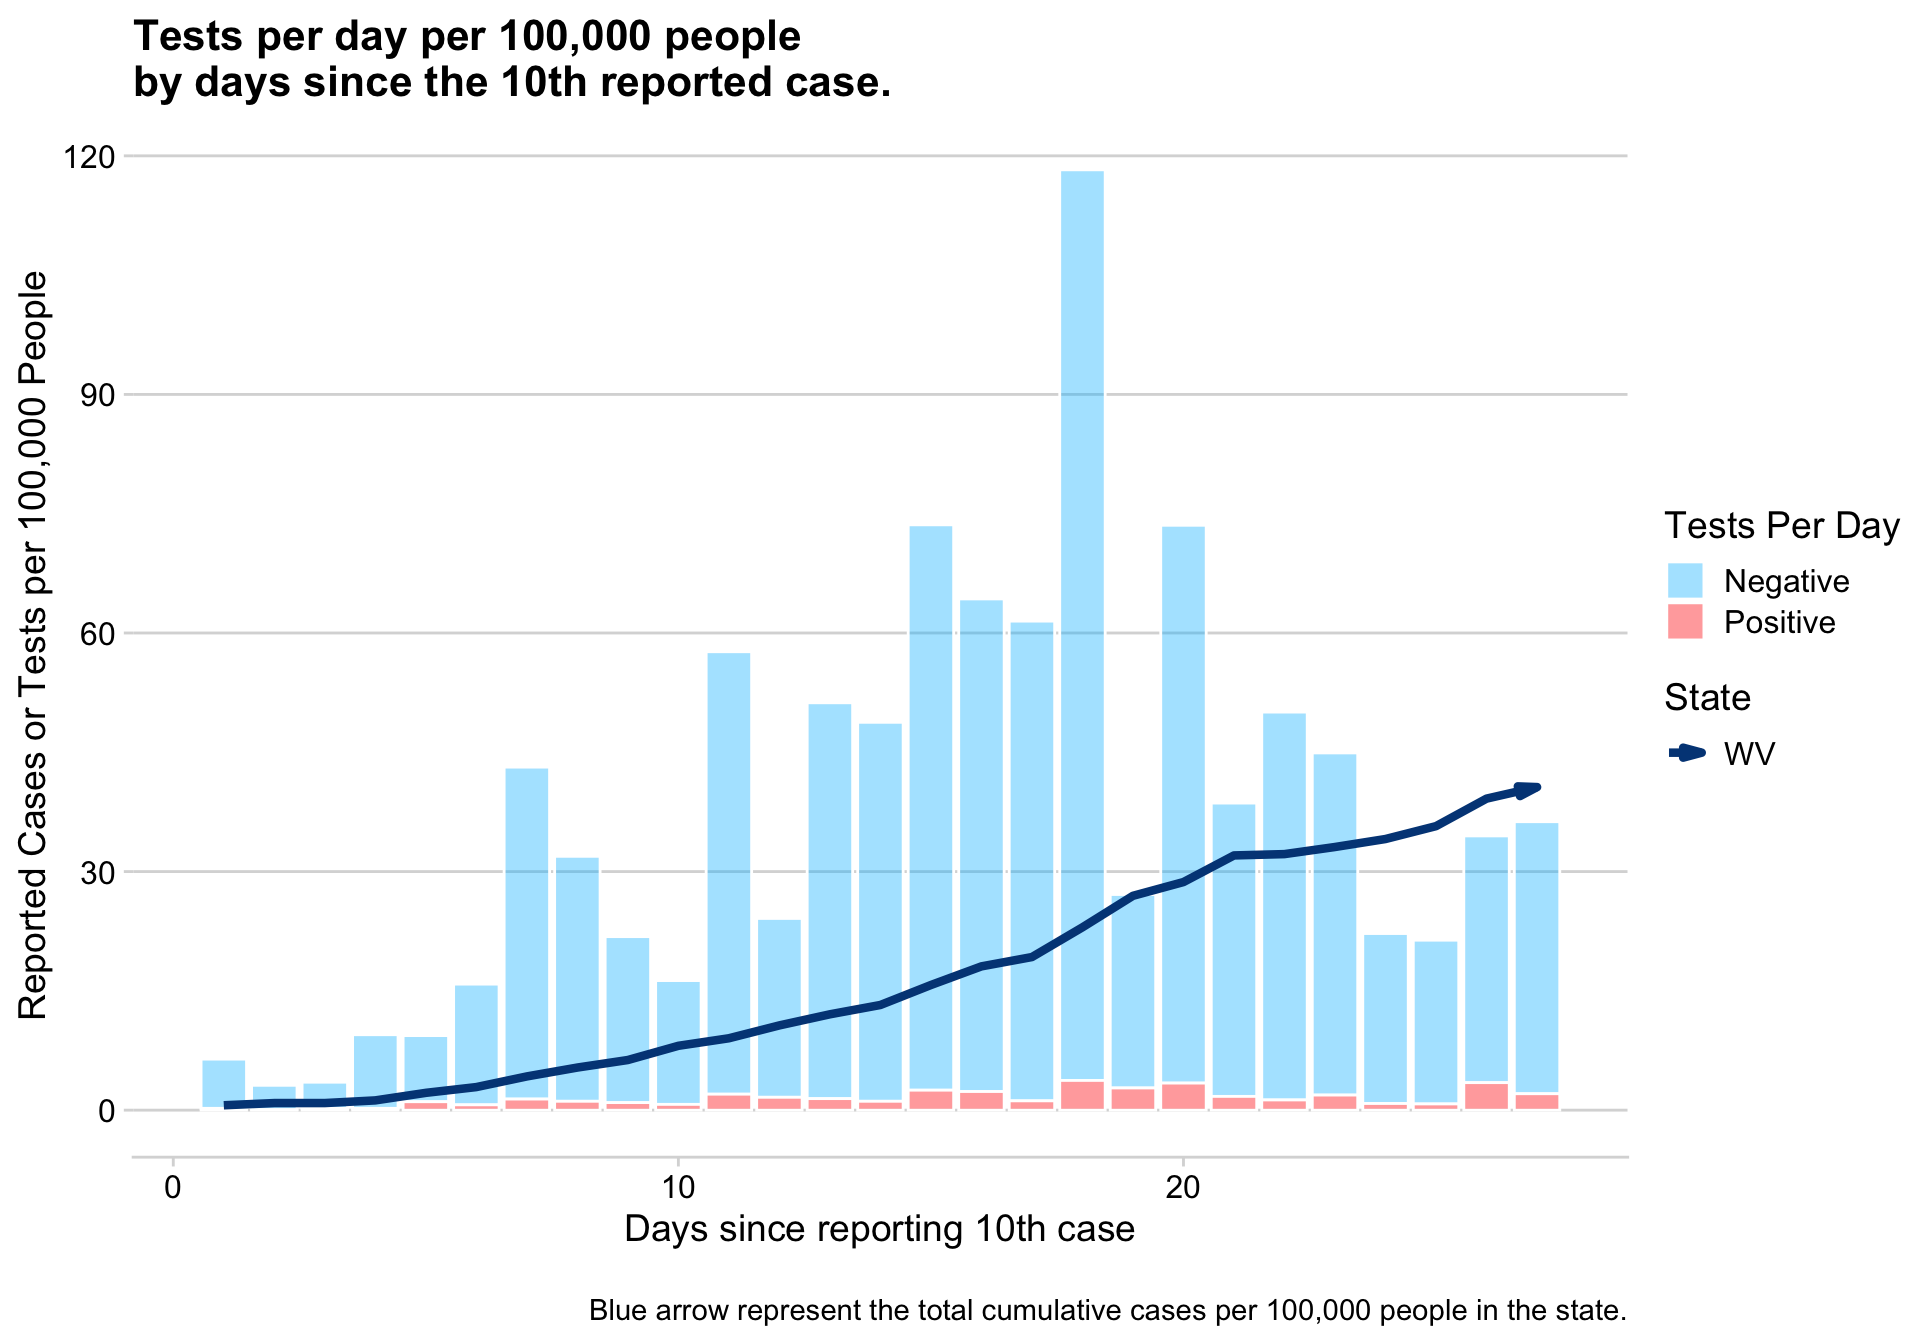 Tests per day per 100,000 people
by days since the 10th reported case.
Reported Cases or Tests per 100,000 People
120
90
60
30
0
0
10
20
Days since reporting 10th case
Tests Per Day
Negative
Positive
State
WV
Blue arrow represent the total cumulative cases per 100,000 people in the state.